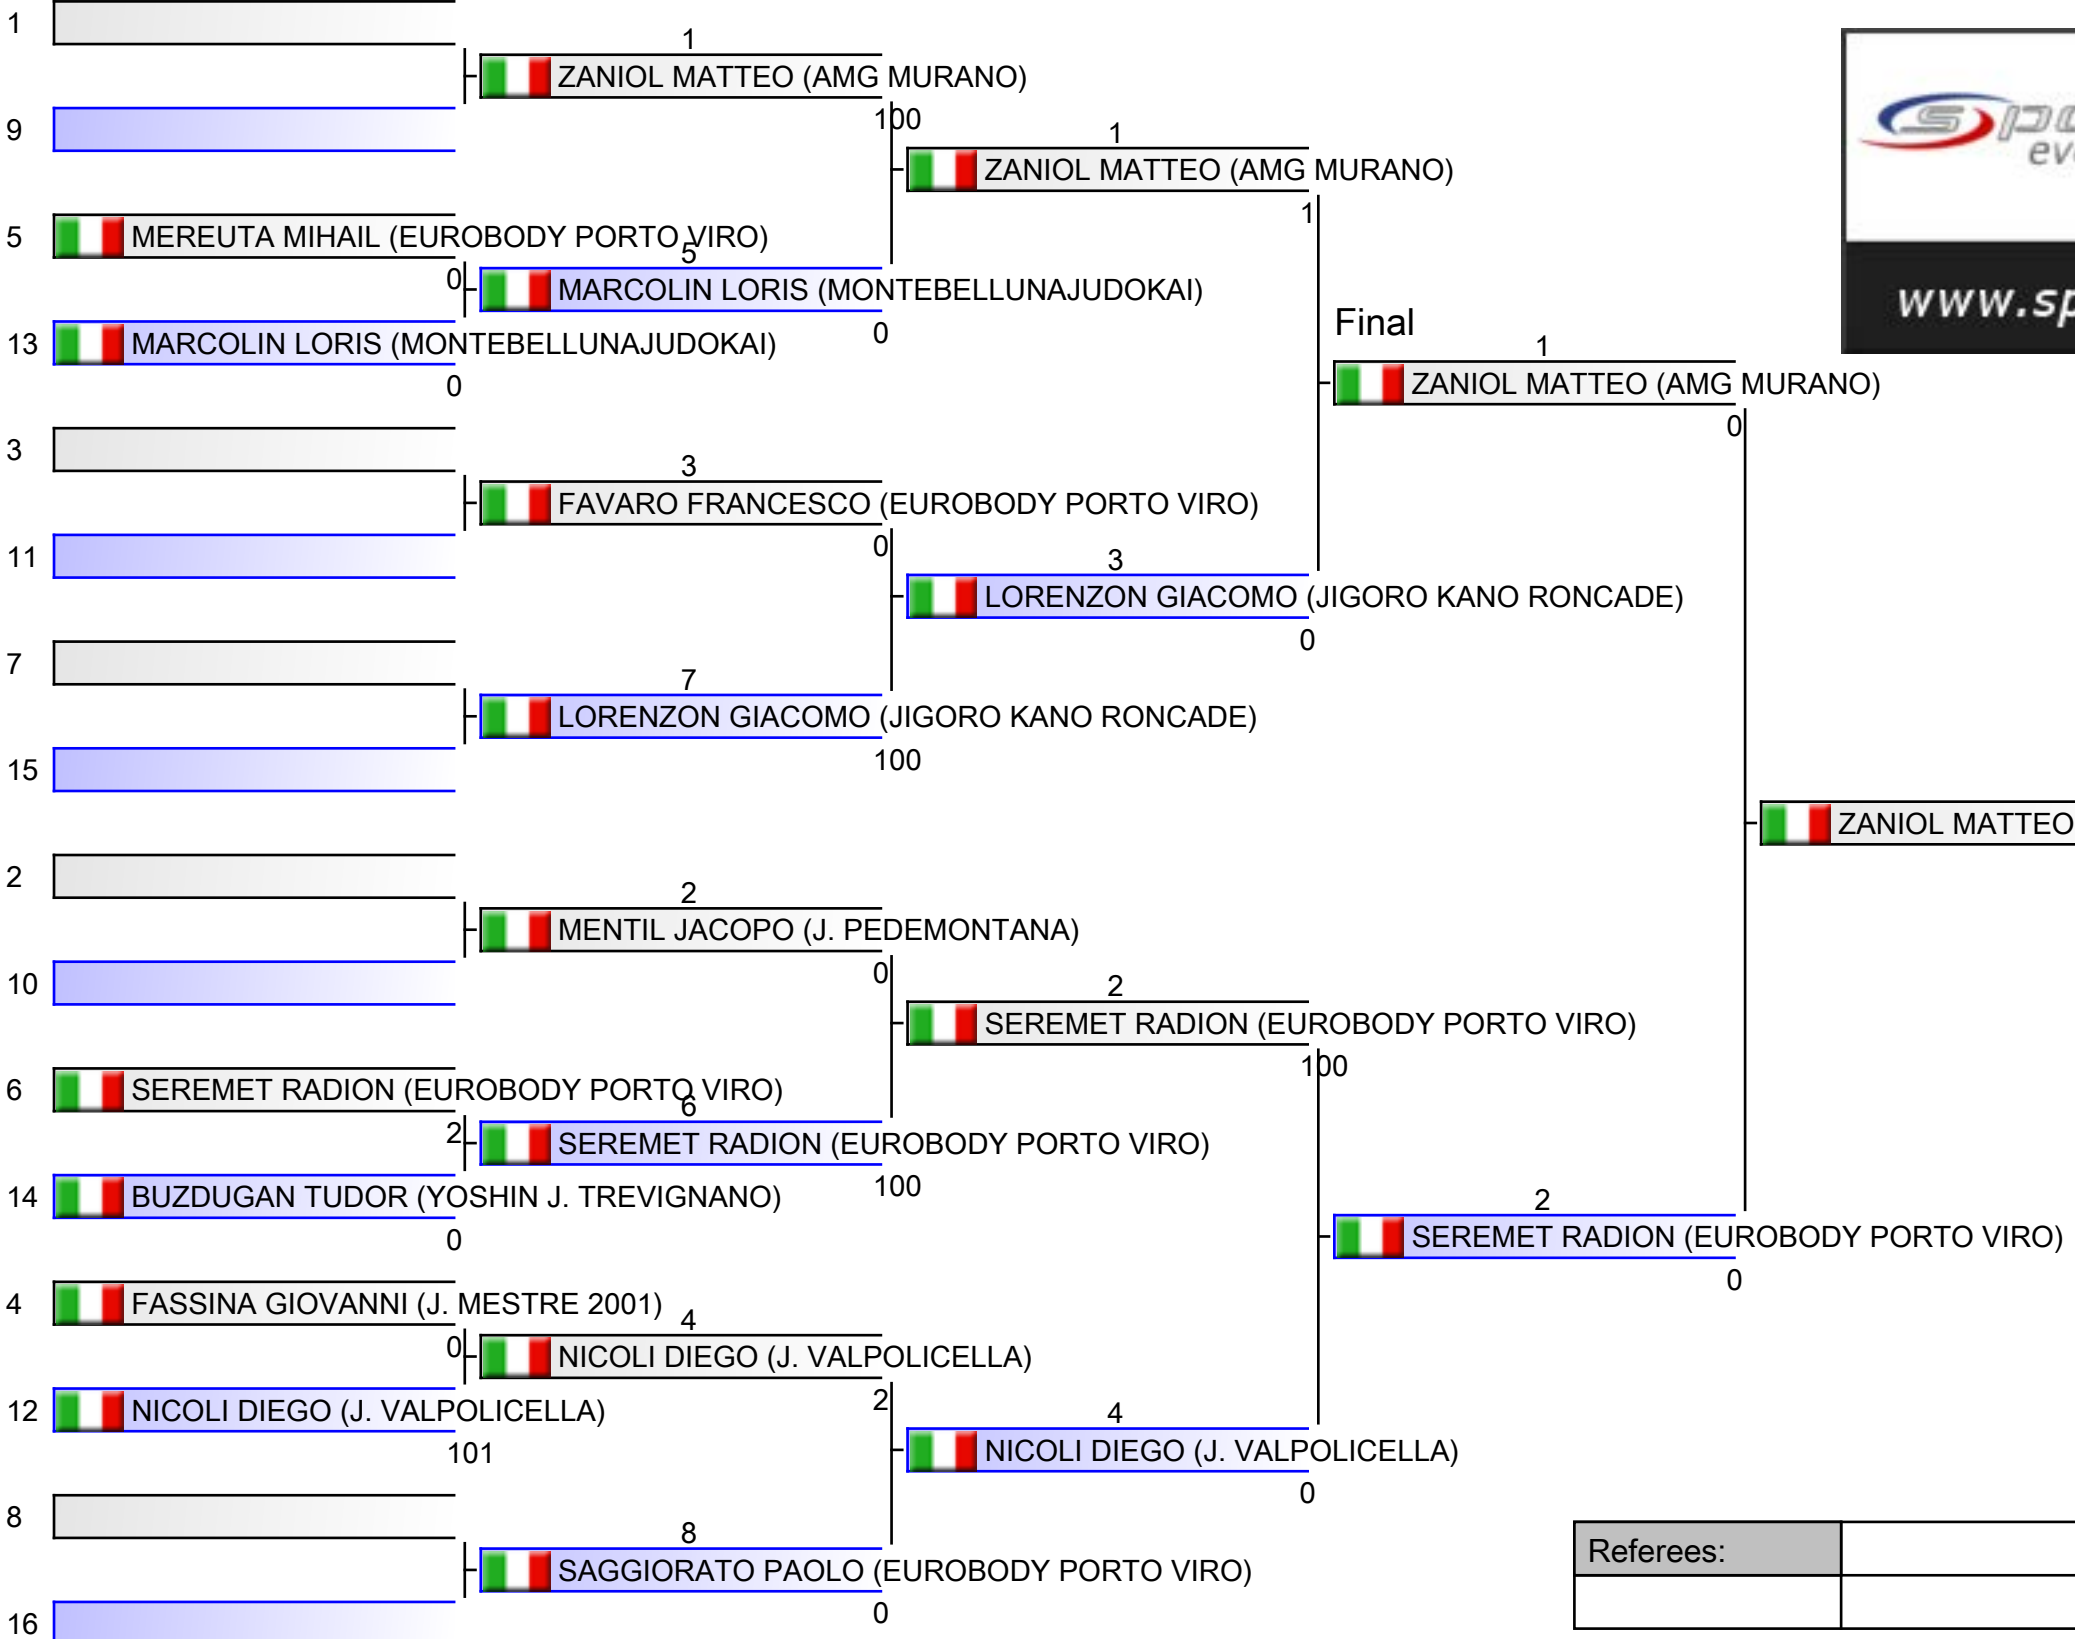 1
1
ZANIOL MATTEO (AMG MURANO)
100
9
1
ZANIOL MATTEO (AMG MURANO)
1
5
MEREUTA MIHAIL (EUROBODY PORTO VIRO)
0
5
MARCOLIN LORIS (MONTEBELLUNAJUDOKAI)
0
13
MARCOLIN LORIS (MONTEBELLUNAJUDOKAI)
0
www.sp
Final
1
ZANIOL MATTEO (AMG MURANO)
0
3
3
FAVARO FRANCESCO (EUROBODY PORTO VIRO)
0
11
3
LORENZON GIACOMO (JIGORO KANO RONCADE)
0
7
7
LORENZON GIACOMO (JIGORO KANO RONCADE)
100
15
ZANIOL MATTEO
2
2
MENTIL JACOPO (J. PEDEMONTANA)
0
10
2
SEREMET RADION (EUROBODY PORTO VIRO)
100
6
SEREMET RADION (EUROBODY PORTO VIRO)
2
6
SEREMET RADION (EUROBODY PORTO VIRO)
100
14
BUZDUGAN TUDOR (YOSHIN J. TREVIGNANO)
0
2
SEREMET RADION (EUROBODY PORTO VIRO)
0
4
FASSINA GIOVANNI (J. MESTRE 2001)
0
4
NICOLI DIEGO (J. VALPOLICELLA)
2
12
NICOLI DIEGO (J. VALPOLICELLA)
101
4
NICOLI DIEGO (J. VALPOLICELLA)
0
8
8
SAGGIORATO PAOLO (EUROBODY PORTO VIRO)
0
16
Referees: